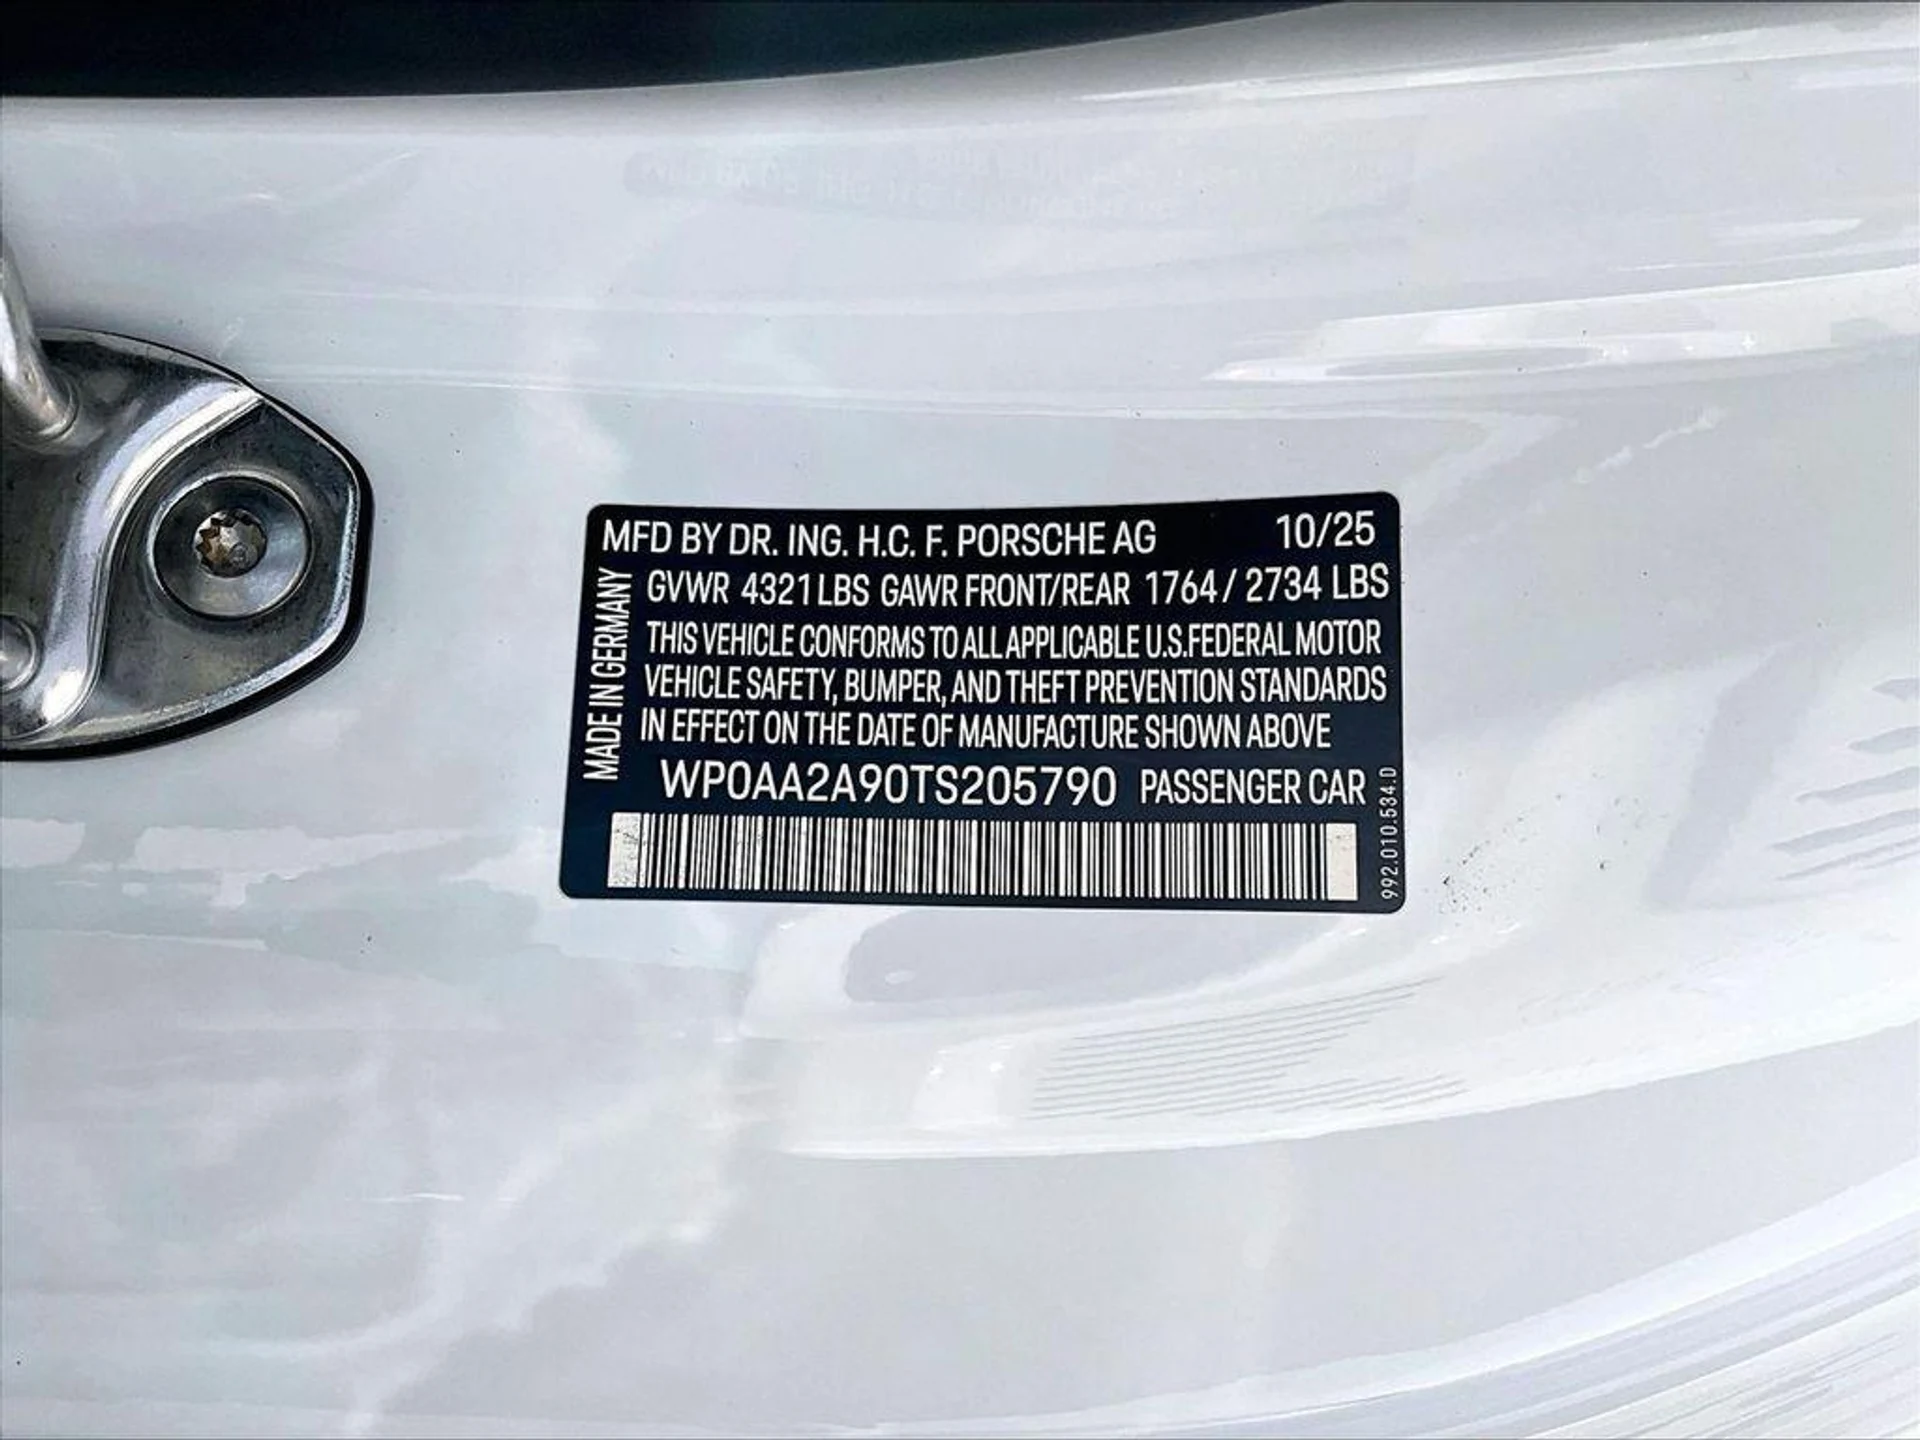 MFD BY DR. ING. H.C. F. PORSCHE AG 10/25
GVWR 4321 LBS GAWR FRONT/REAR 1764 / 2734 LBS
THIS VEHICLE CONFORMS TO ALL APPLICABLE U.S.FEDERAL MOTOR
VEHICLE SAFETY, BUMPER, AND THEFT PREVENTION STANDARDS
IN EFFECT ON THE DATE OF MANUFACTURE SHOWN ABOVE
WP0AA2A90TS205790 PASSENGER CAR
MADE IN GERMANY
992.010.534.D